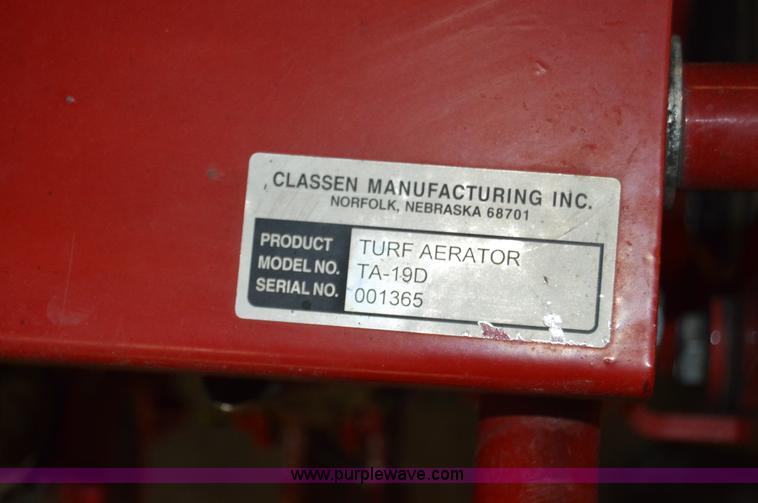 CLASSEN MANUFACTURING INC.
NORFOLK, NEBRASKA 68701
PRODUCT TURF AERATOR
MODEL NO. TA-19D
SERIAL NO. 001365
www.purplewave.com